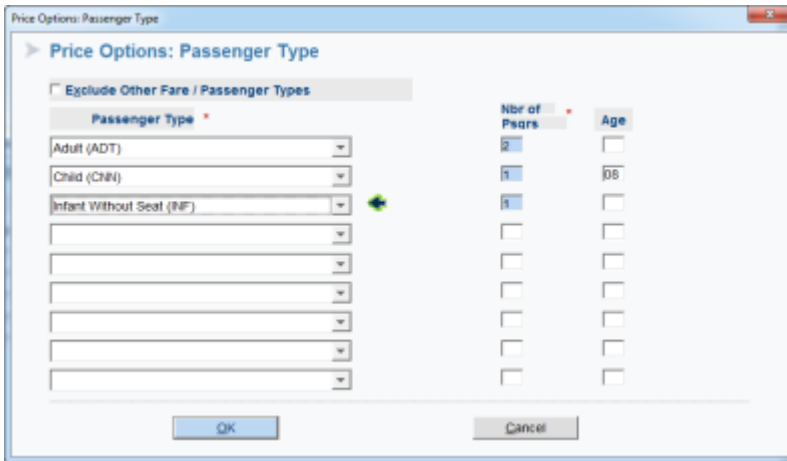 Price Options: Passenger Type
Price Options: Passenger Type
Exclude Other Fare / Passenger Types
Passenger Type * Nbr of Psgrs * Age
Adult (ADT) 2
Child (CNN) 1 08
Infant Without Seat (INF) 1
OK Cancel